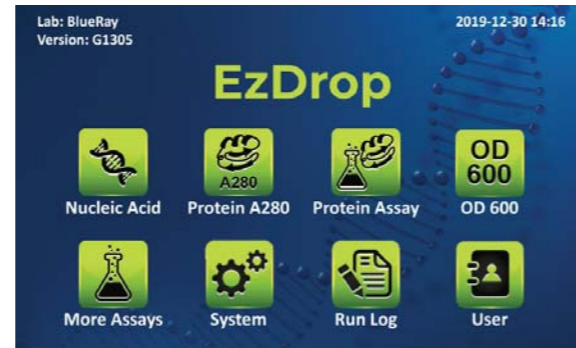 Lab: BlueRay
Version: G1305
2019-12-30 14:16
EzDrop
A280
OD
600
Nucleic Acid
Protein A280
Protein Assay
OD 600
More Assays
System
Run Log
User